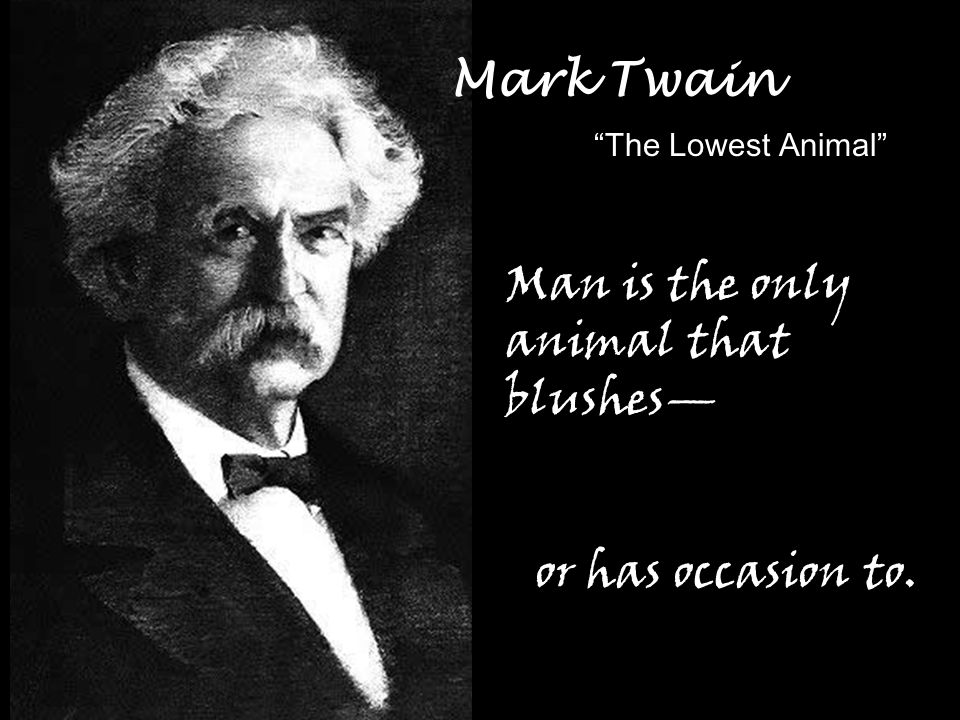 Mark Twain
“The Lowest Animal”
Man is the only
animal that
blushes—
or has occasion to.